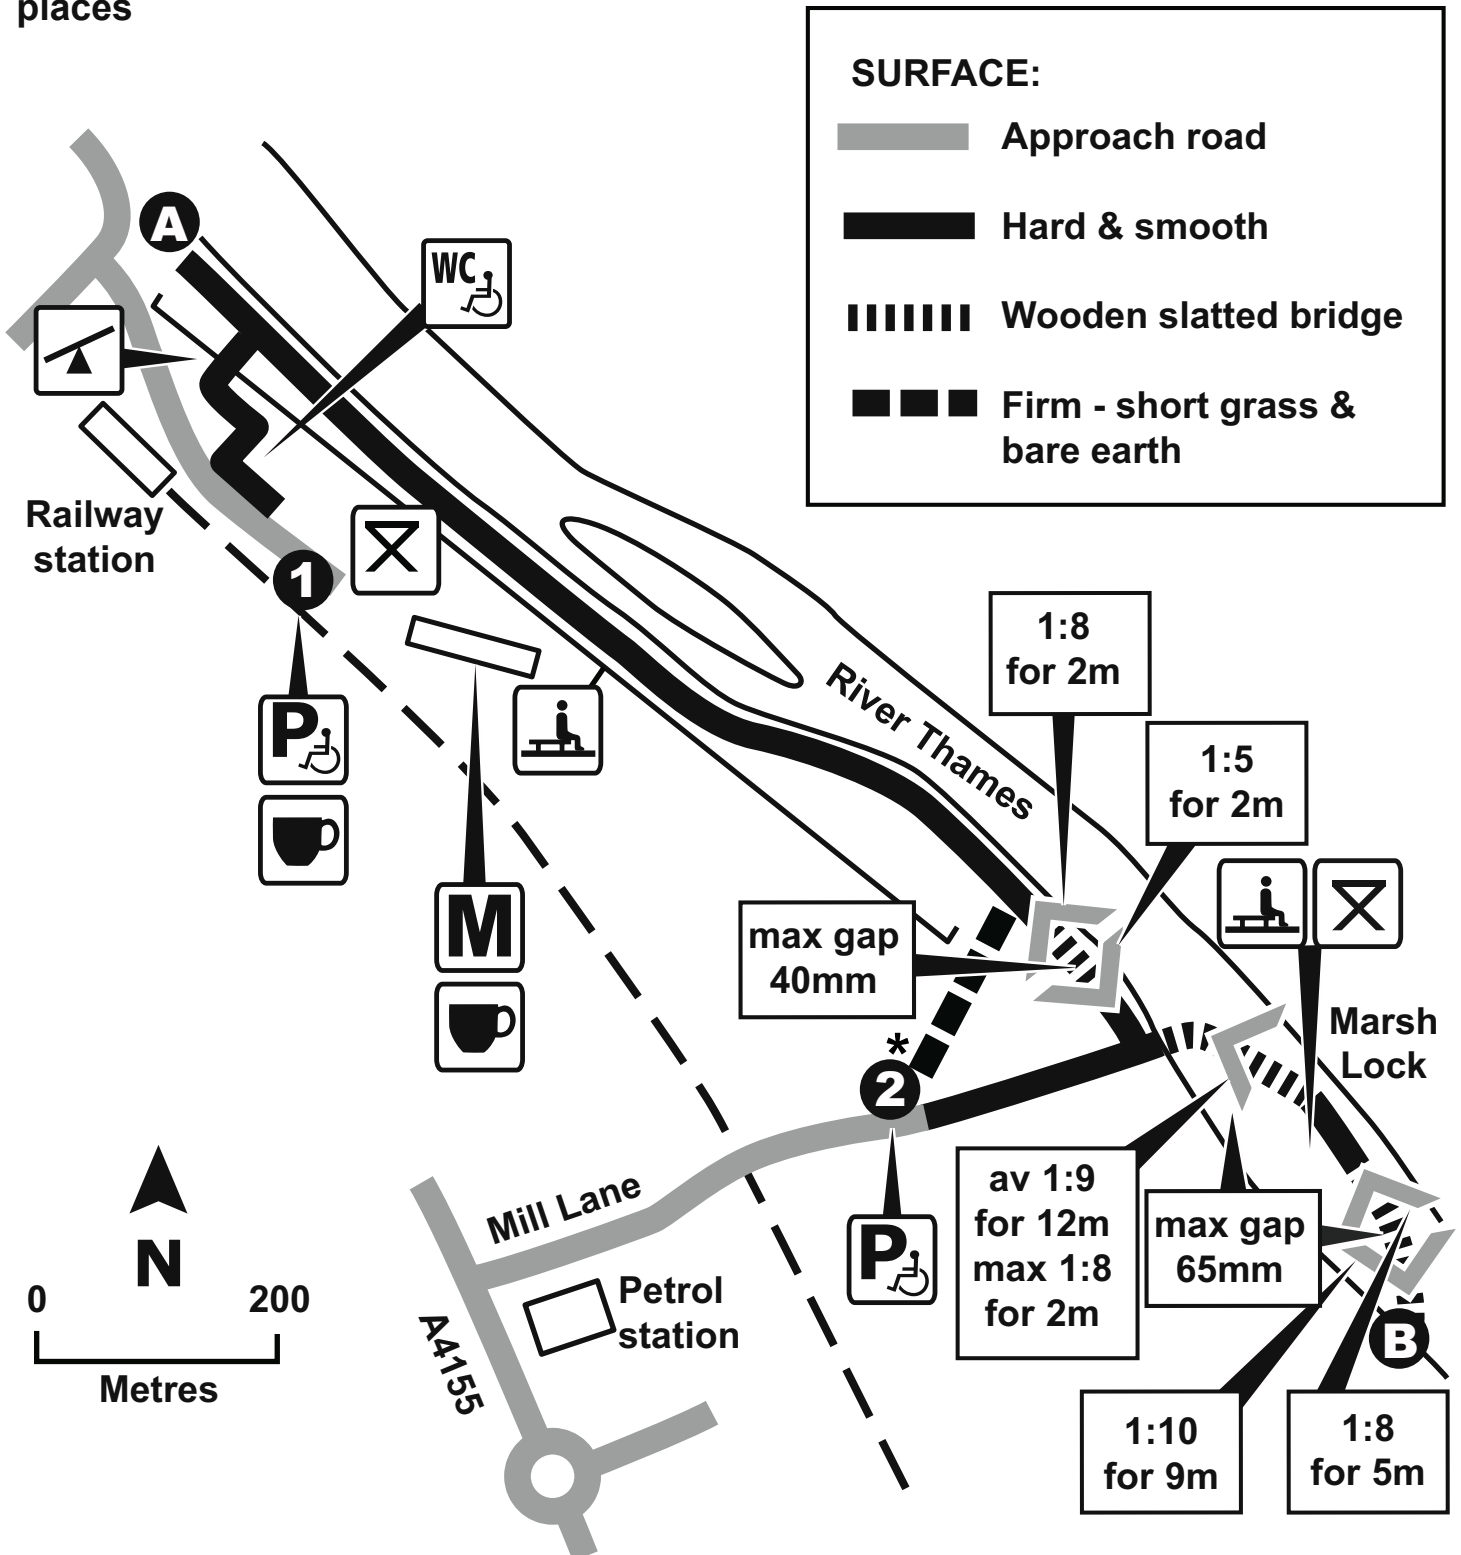 places
SURFACE:
Approach road
Hard & smooth
Wooden slatted bridge
Firm - short grass &
bare earth
A
WC
Railway
station
1
P
M
River Thames
1:8
for 2m
1:5
for 2m
max gap
40mm
*
2
Marsh
Lock
P
av 1:9
for 12m
max 1:8
for 2m
max gap
65mm
B
1:10
for 9m
1:8
for 5m
Mill Lane
Petrol
station
A4155
N
0 200
Metres